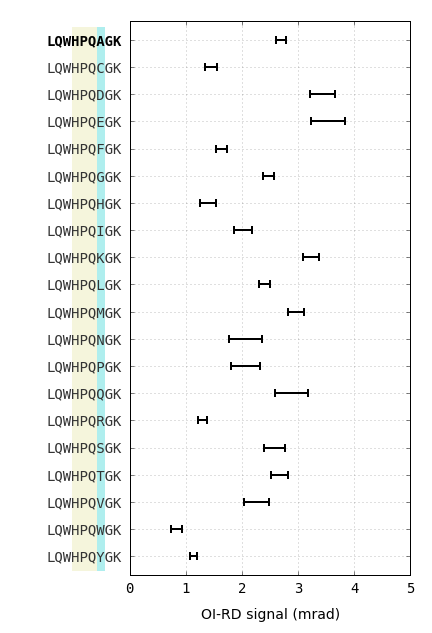 LQWHPQAGK
LQWHPQCGK
LQWHPQDGK
LQWHPQEGK
LQWHPQFGK
LQWHPQGGK
LQWHPQHGK
LQWHPQIGK
LQWHPQKGK
LQWHPQLGK
LQWHPQMGK
LQWHPQNGK
LQWHPQPGK
LQWHPQQGK
LQWHPQRGK
LQWHPQSGK
LQWHPQTGK
LQWHPQVGK
LQWHPQWGK
LQWHPQYGK
0 1 2 3 4 5
OI-RD signal (mrad)